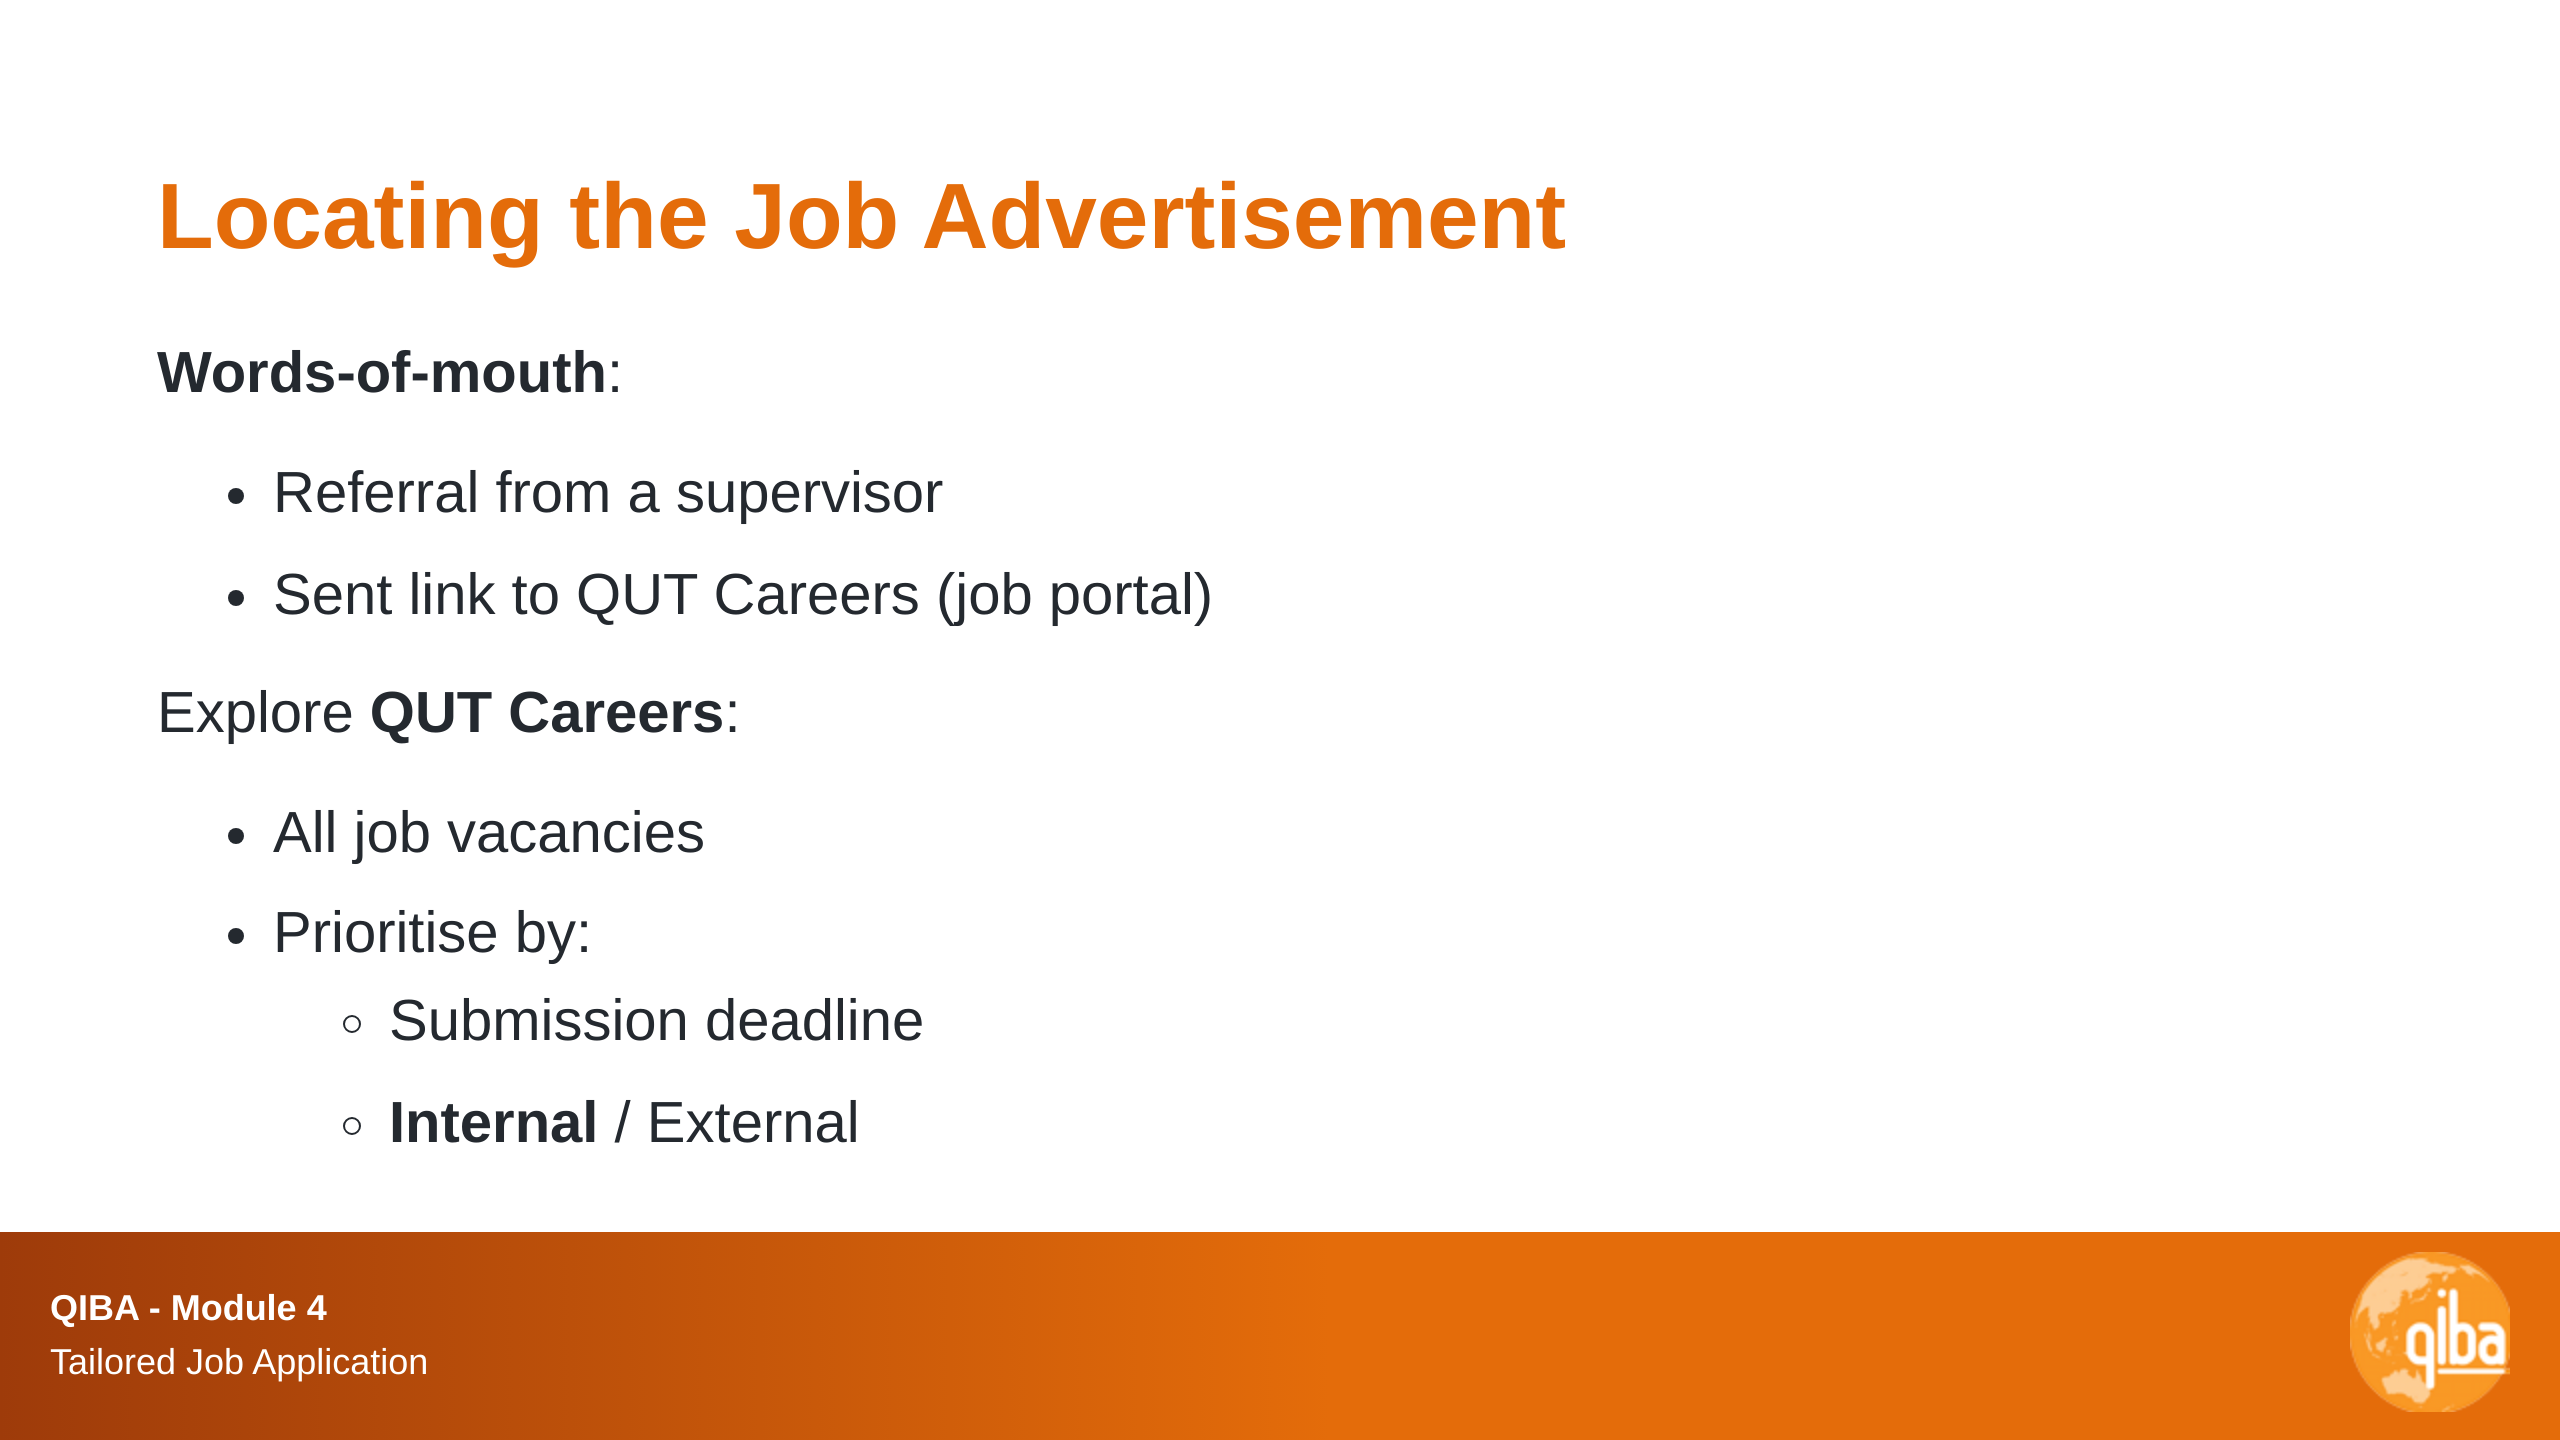 Locating the Job Advertisement
Words-of-mouth:
Referral from a supervisor
Sent link to QUT Careers (job portal)
Explore QUT Careers:
All job vacancies
Prioritise by:
Submission deadline
Internal / External
QIBA - Module 4
Tailored Job Application
qiba